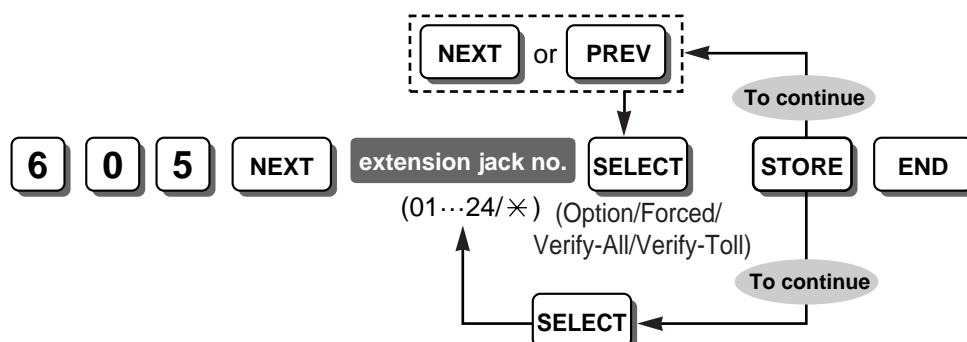 NEXT or PREV
To continue
6 0 5 NEXT extension jack no. SELECT STORE END
(01···24/✳) (Option/Forced/
Verify-All/Verify-Toll)
To continue
SELECT